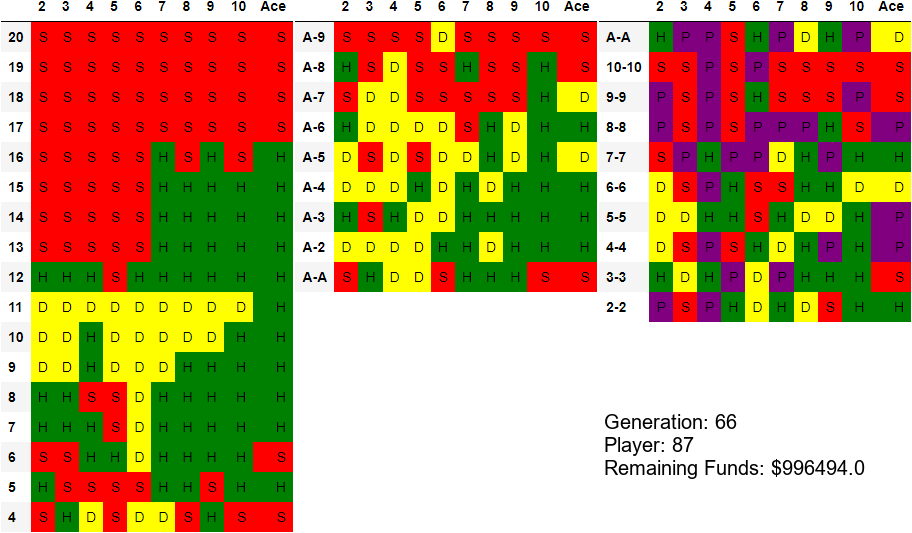 2 3 4 5 6 7 8 9 10 Ace
20 S S S S S S S S S S
19 S S S S S S S S S S
18 S S S S S S S S S S
17 S S S S S S S S S S
16 S S S S S H S H S H
15 S S S S S H H H H H
14 S S S S S H H H H H
13 S S S S S H H H H H
12 H H H S H H H H H H
11 D D D D D D D D D H
10 D D H D D D D D H H
9 D D H D D D H H H H
8 H H S S D H H H H H
7 H H H S D H H H H H
6 S S H H D H H H H S
5 H S S S S H H S H H
4 S H D S D D S H S S
2 3 4 5 6 7 8 9 10 Ace
A-9 S S S S D S S S S S
A-8 H S D S S H S S H S
A-7 S D D S S S S S H D
A-6 H D D D D S H D H H
A-5 D S D S D D H D H D
A-4 D D D H D H D H H H
A-3 H S H D D H H H H H
A-2 D D D D H H D H H H
A-A S H D D S H H H S S
2 3 4 5 6 7 8 9 10 Ace
A-A H P P S H P D H P D
10-10 S S P S P S S S S S
9-9 P S P S H S S S P S
8-8 P S P S P P P H S P
7-7 S P H P P D H P H H
6-6 D S P H S S H H D D
5-5 D D H H S H D D H P
4-4 D S P S H D H P H P
3-3 H D H P D P H H H S
2-2 P S P H D H D S H H
Generation: 66
Player: 87
Remaining Funds: $996494.0